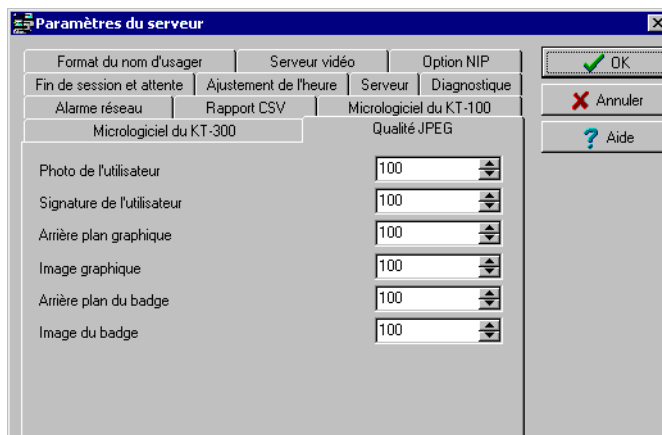 Paramètres du serveur
Format du nom d'usager
Serveur vidéo
Option NIP
Fin de session et attente
Ajustement de l'heure
Serveur
Diagnostique
Alarme réseau
Rapport CSV
Micrologiciel du KT-100
Micrologiciel du KT-300
Qualité JPEG
Photo de l'utilisateur 100
Signature de l'utilisateur 100
Arrière plan graphique 100
Image graphique 100
Arrière plan du badge 100
Image du badge 100
OK
Annuler
Aide